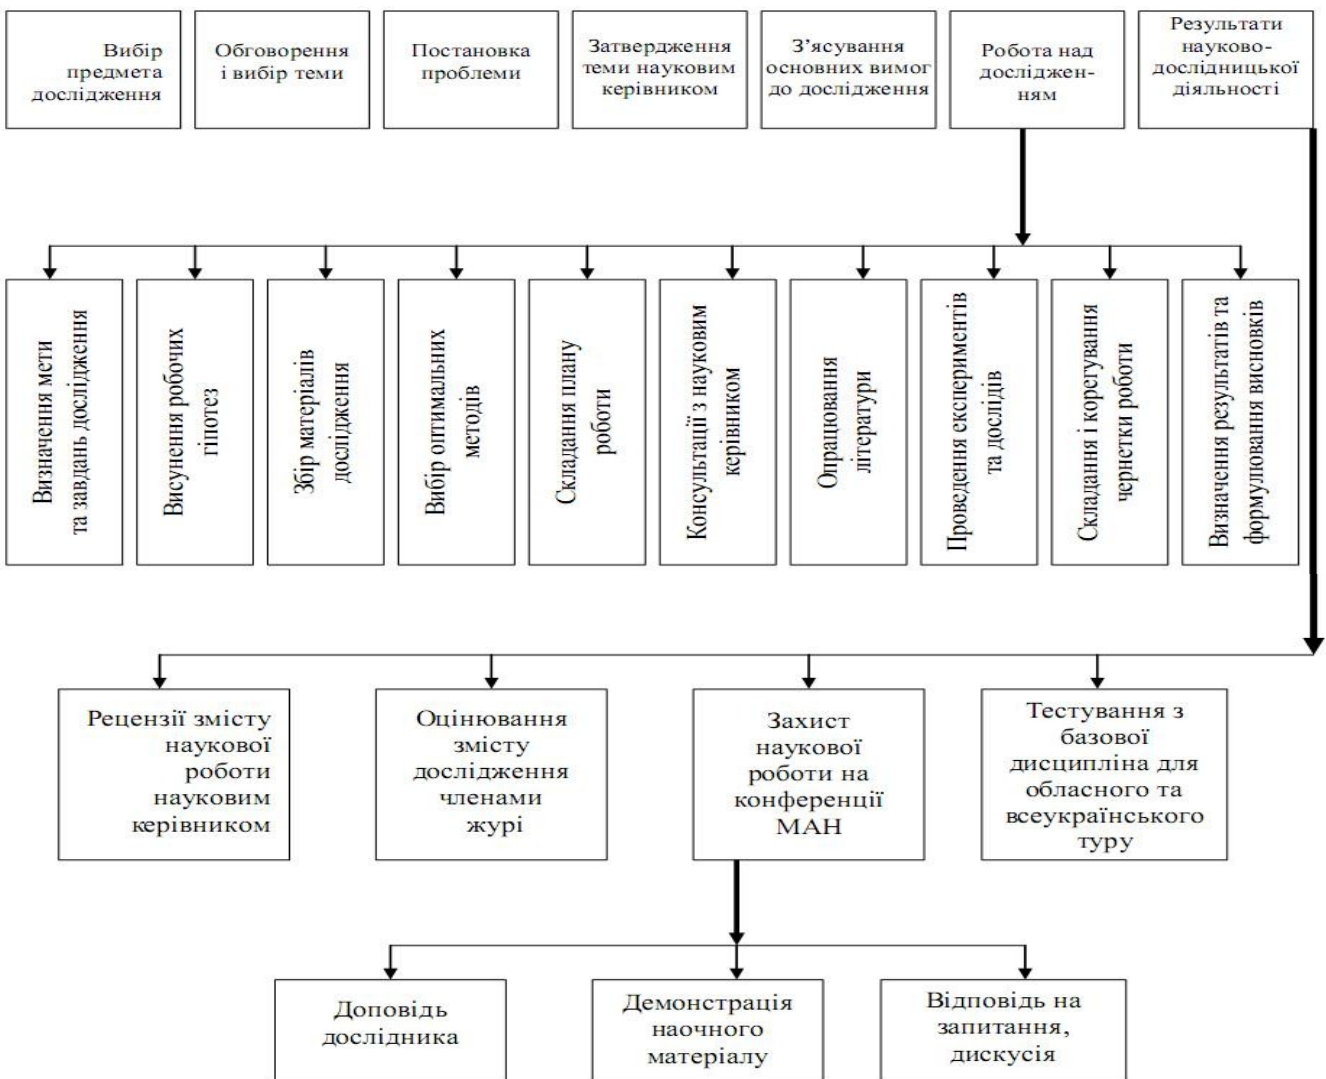 Вибір
предмета
дослідження
Обговорення
і вибір теми
Постановка
проблеми
Затвердження
теми науковим
керівником
З’ясування
основних вимог
до дослідження
Робота над
дослiджен-
ням
Результати
науково-
дослідницької
діяльності
Визначення мети
та завдань дослідження
Висунення робочих
гіпотез
Збір матеріалів
дослідження
Вибір оптимальних
методів
Складання плану
роботи
Консультації з науковим
керівником
Опрацювання
літератури
Проведення експериментів
та дослідів
Складання і корегування
чернетки роботи
Визначення результатів та
формулювання висновків
Рецензії змісту
наукової
роботи
науковим
керівником
Оцінювання
змісту
дослідження
членами
журі
Захист
наукової
роботи на
конференції
МАН
Тестування з
базової
дисципліна для
обласного та
всеукраїнського
туру
Доповідь
дослідника
Демонстрація
наочного
матеріалу
Відповідь на
запитання,
дискусія